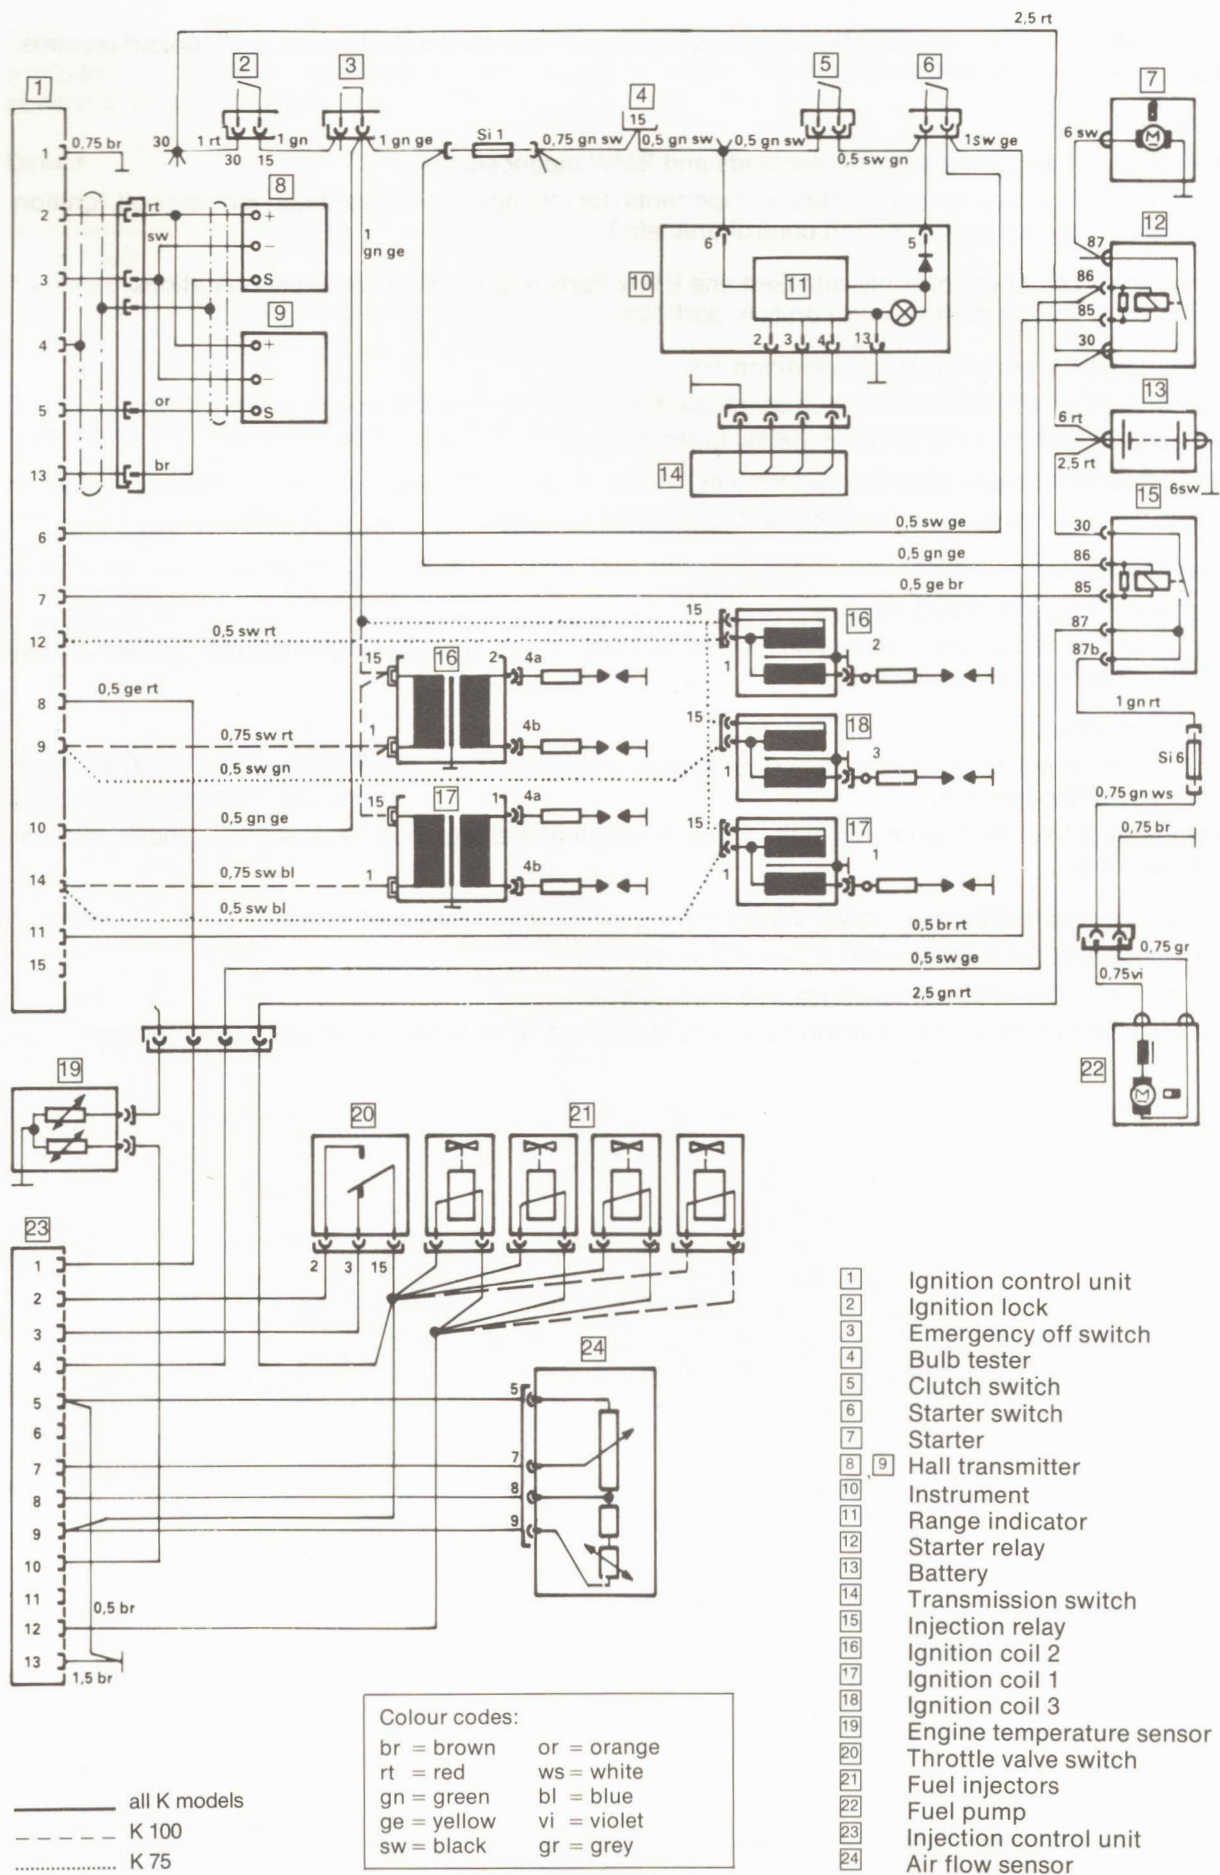 2,5 rt
1 2 3 4 5 6 7
0,75 br 30 1 rt 1 gn 1 gn ge Si 1 0,75 gn sw 15 0,5 gn sw 0,5 gn sw 0,5 sw gn 1sw ge 6 sw
30 15
1
8 12
2 rt + 1 gn ge 6 5 87
sw − 10 11 86
3 S 85
9
4 + 2 3 4 13 30
− 13
5 or S 6 rt
13 br 14 2,5 rt
6sw
15
6 0,5 sw ge 30
0,5 gn ge 86
7 0,5 ge br 85
12 0,5 sw rt 15 16 2 87
15 16 2 4a 1 87b
8 0,5 ge rt 1 gn rt
9 0,75 sw rt 1 4b 15 18
0,5 sw gn 1 3 Si 6
15 17 1 4a 0,75 gn ws
10 0,5 gn ge 15 17 0,75 br
14 0,75 sw bl 1 4b 1 1
0,5 sw bl
11 0,5 br rt
15 0,5 sw ge 0,75 gr
2,5 gn rt 0,75vi
M
19 22
20 21
M
23
1 2 3 15
2
3
4 24
5 5
6
7 7
8 8
9 9
10
11
0,5 br
12
13
1,5 br
1 Ignition control unit
2 Ignition lock
3 Emergency off switch
4 Bulb tester
5 Clutch switch
6 Starter switch
7 Starter
8, 9 Hall transmitter
10 Instrument
11 Range indicator
12 Starter relay
13 Battery
14 Transmission switch
15 Injection relay
16 Ignition coil 2
17 Ignition coil 1
18 Ignition coil 3
19 Engine temperature sensor
20 Throttle valve switch
21 Fuel injectors
22 Fuel pump
23 Injection control unit
24 Air flow sensor
Colour codes:
br = brown or = orange
rt = red ws = white
gn = green bl = blue
ge = yellow vi = violet
sw = black gr = grey
all K models
K 100
K 75